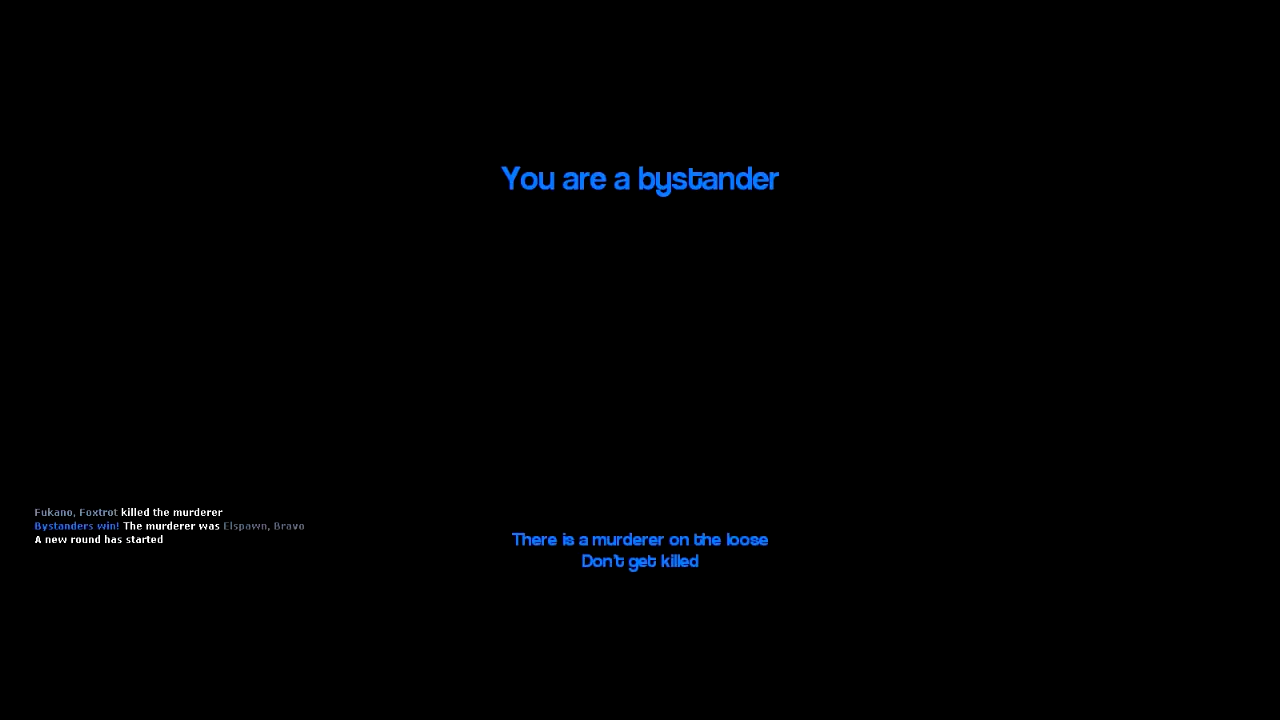 You are a bystander
Fukano, Foxtrot killed the murderer
Bystanders win! The murderer was Elspawn, Bravo
A new round has started
There is a murderer on the loose
Don't get killed